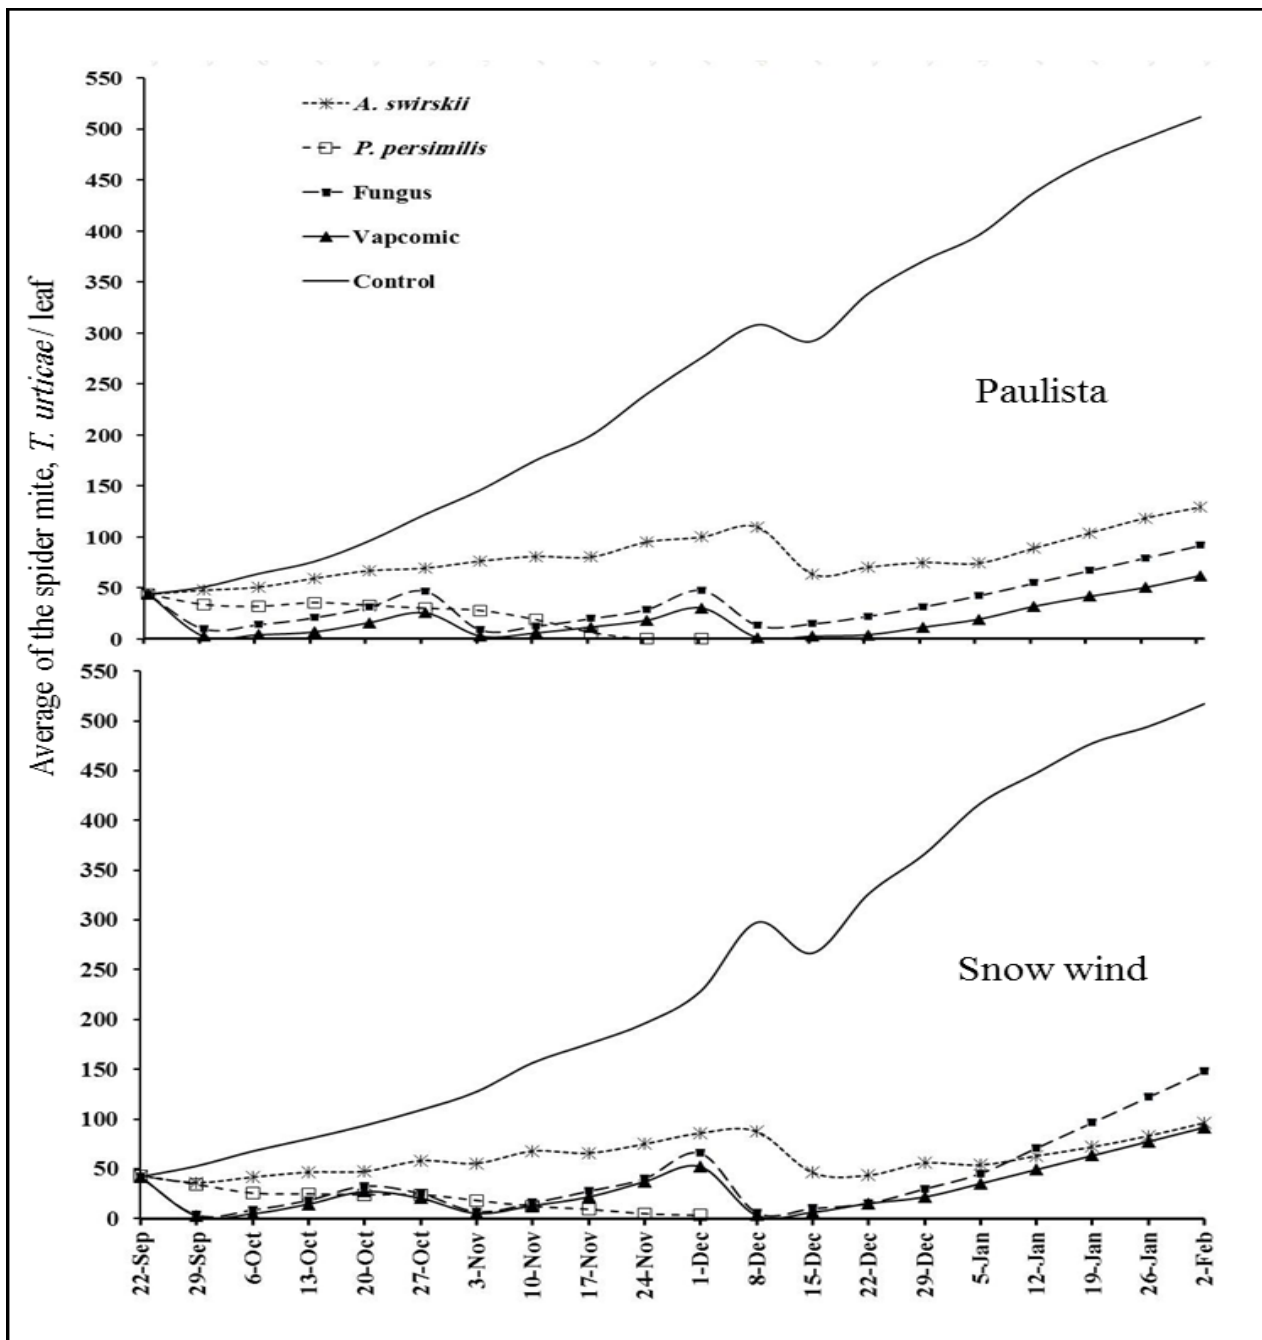 Average of the spider mite, T. urticae / leaf
550
500
450
400
350
300
250
200
150
100
50
0
A. swirskii
P. persimilis
Fungus
Vapcomic
Control
Paulista
550
500
450
400
350
300
250
200
150
100
50
0
Snow wind
22-Sep
29-Sep
6-Oct
13-Oct
20-Oct
27-Oct
3-Nov
10-Nov
17-Nov
24-Nov
1-Dec
8-Dec
15-Dec
22-Dec
29-Dec
5-Jan
12-Jan
19-Jan
26-Jan
2-Feb